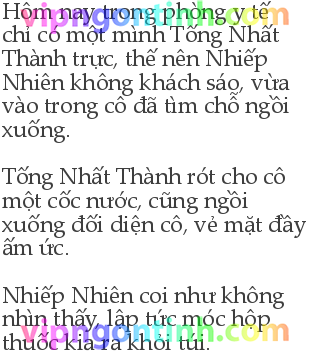 Hôm nay trong phòng y tế
chỉ có một mình Tống Nhất
Thành trực, thế nên Nhiếp
Nhiên không khách sáo, vừa
vào trong cô đã tìm chỗ ngồi
xuống.
Tống Nhất Thành rót cho cô
một cốc nước, cũng ngồi
xuống đối diện cô, vẻ mặt đầy
ấm ức.
Nhiếp Nhiên coi như không
nhìn thấy, lập tức móc hộp
thuốc kia ra khỏi túi.
vipngontinh.com
vipngontinh.com
vipngontinh.com